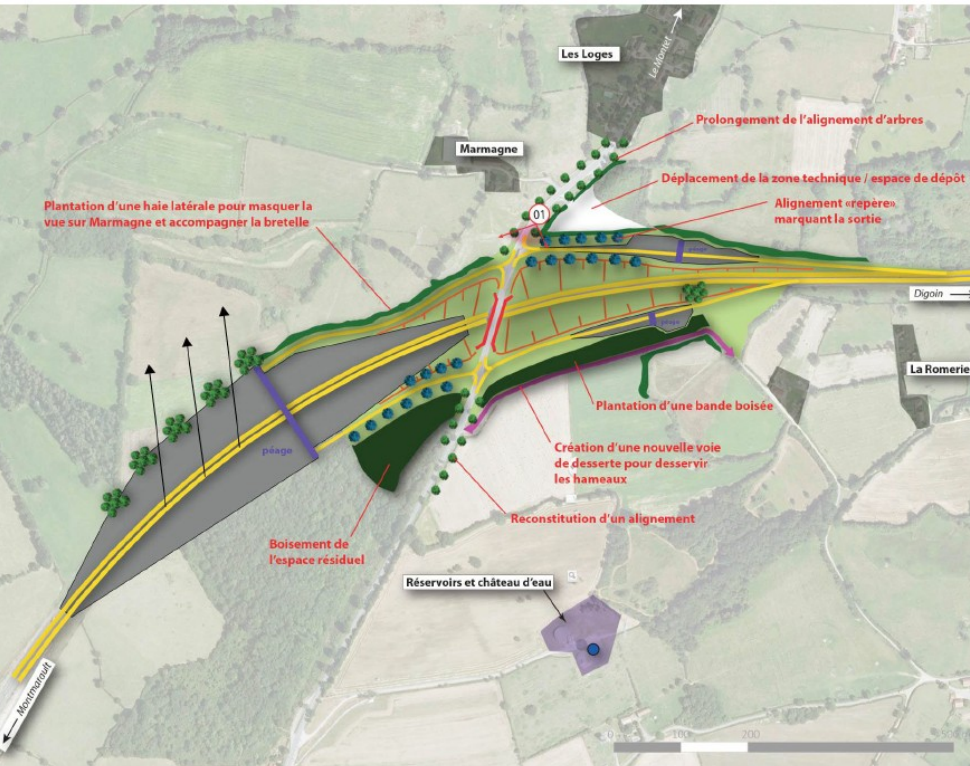 Les Loges
Le Montet
Prolongement de l'alignement d'arbres
Marmagne
Déplacement de la zone technique / espace de dépôt
Plantation d'une haie latérale pour masquer la
vue sur Marmagne et accompagner la bretelle
01
Alignement «repère»
marquant la sortie
péage
Digoin
péage
La Romerie
Plantation d'une bande boisée
péage
Création d'une nouvelle voie
de desserte pour desservir
les hameaux
Reconstitution d'un alignement
Boisement de
l'espace résiduel
Réservoirs et château d'eau
Montmarault
0 100 200